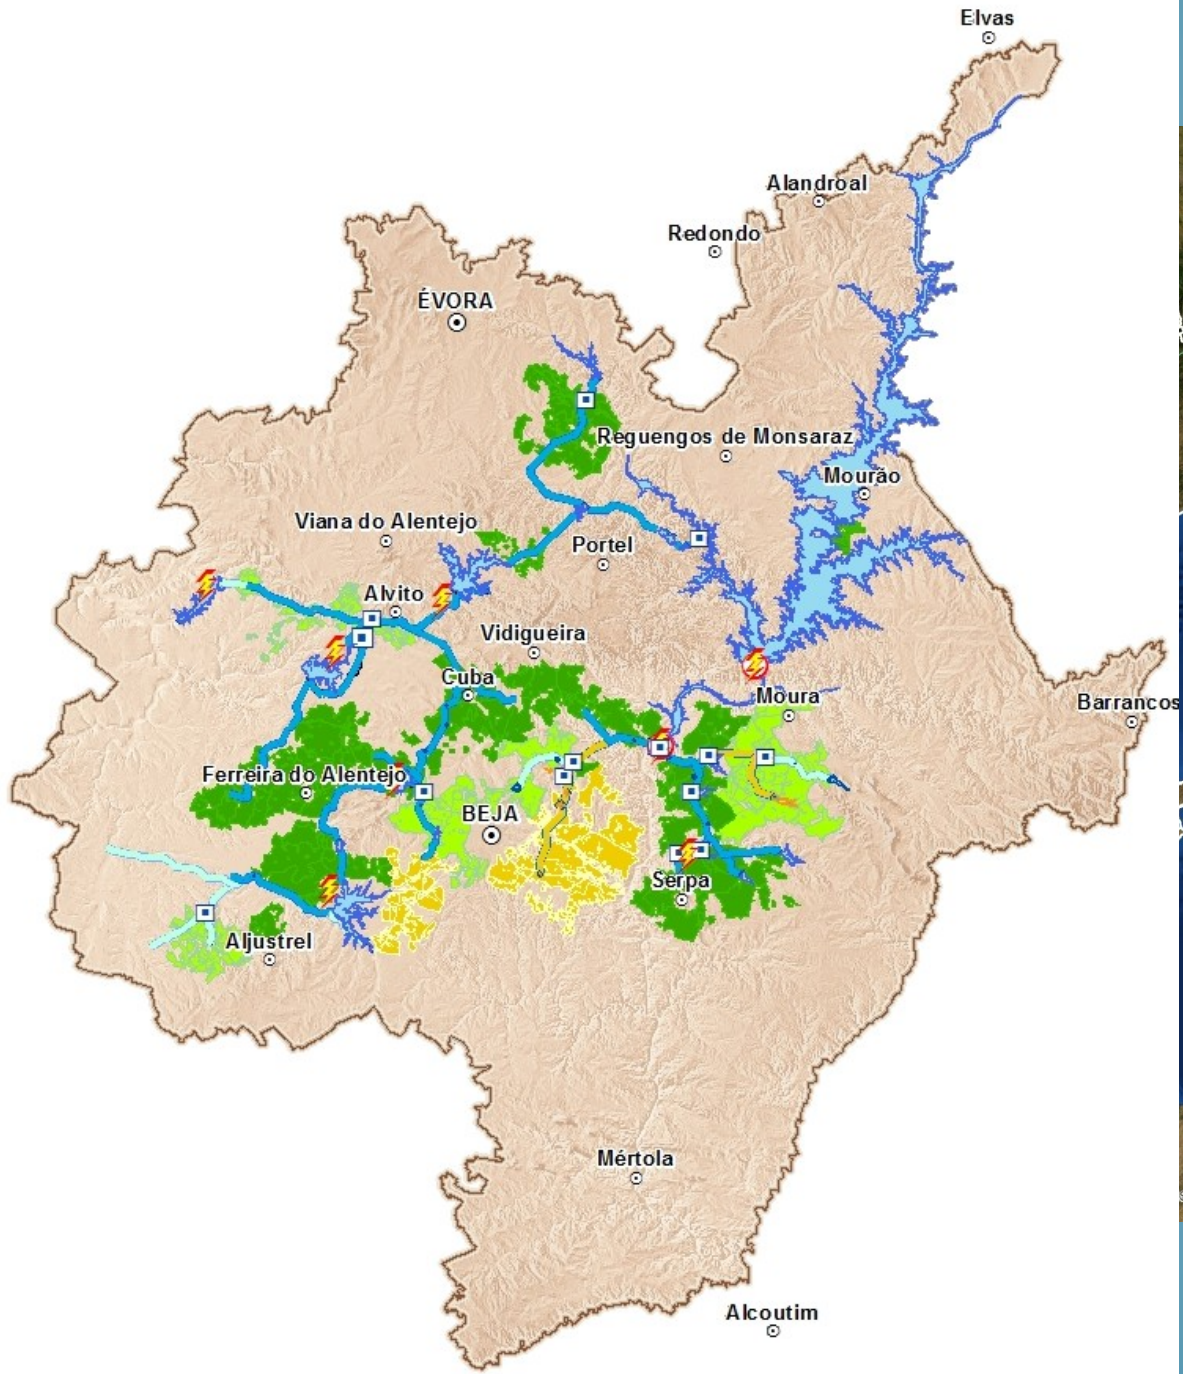 Elvas
Alandroal
Redondo
ÉVORA
Reguengos de Monsaraz
Mourão
Viana do Alentejo
Portel
Alvito
Vidigueira
Cuba
Moura
Barrancos
Ferreira do Alentejo
BEJA
Serpa
Aljustrel
Mértola
Alcoutim